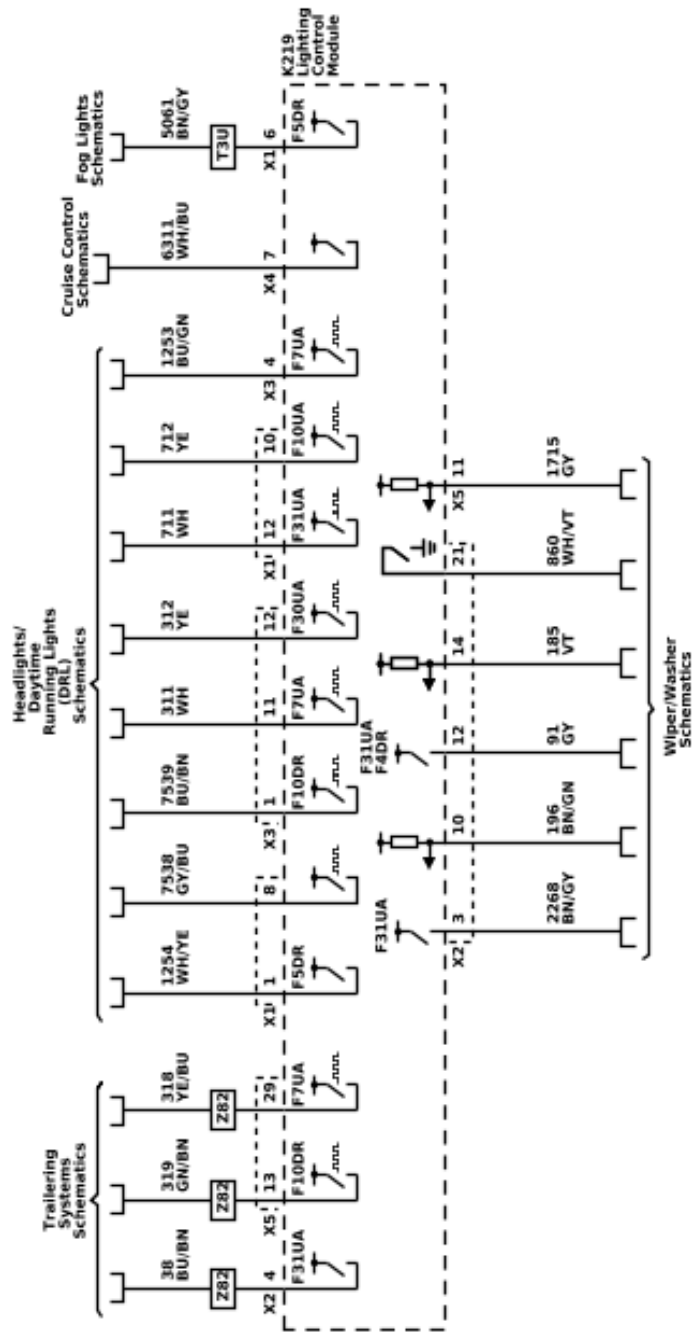 Trailering
Systems
Schematics
Headlights/
Daytime
Running Lights
(DRL)
Schematics
Cruise Control
Schematics
Fog Lights
Schematics
38
BU/BN
319
GN/BN
318
YE/BU
1254
WH/YE
7538
GY/BU
7539
BU/BN
311
WH
312
YE
711
WH
712
YE
1253
BU/GN
6311
WH/BU
5061
BN/GY
Z82
Z82
Z82
T3U
X2 4
X5 13
29
X1 1
8
X3 1
11
12
X1 12
10
X3 4
X4 7
X1 6
K219
Lighting
Control
Module
F31UA
F10DR
F7UA
F5DR
F10DR
F7UA
F30UA
F31UA
F10UA
F7UA
F5DR
F31UA
F31UA
F4DR
X2 3
10
12
14
21
X5 11
2268
BN/GY
196
BN/GN
91
GY
185
VT
860
WH/VT
1715
GY
Wiper/Washer
Schematics